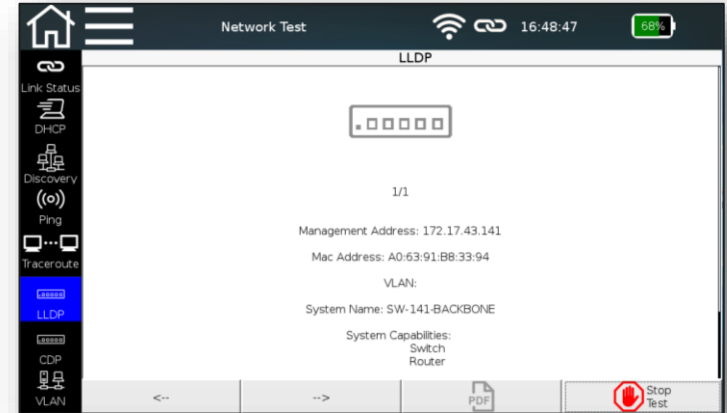 Network Test
16:48:47
68%
LLDP
Link Status
DHCP
Discovery
Ping
Traceroute
LLDP
CDP
VLAN
1/1
Management Address: 172.17.43.141
Mac Address: A0:63:91:B8:33:94
VLAN:
System Name: SW-141-BACKBONE
System Capabilities:
Switch
Router
<--
-->
PDF
Stop
Test